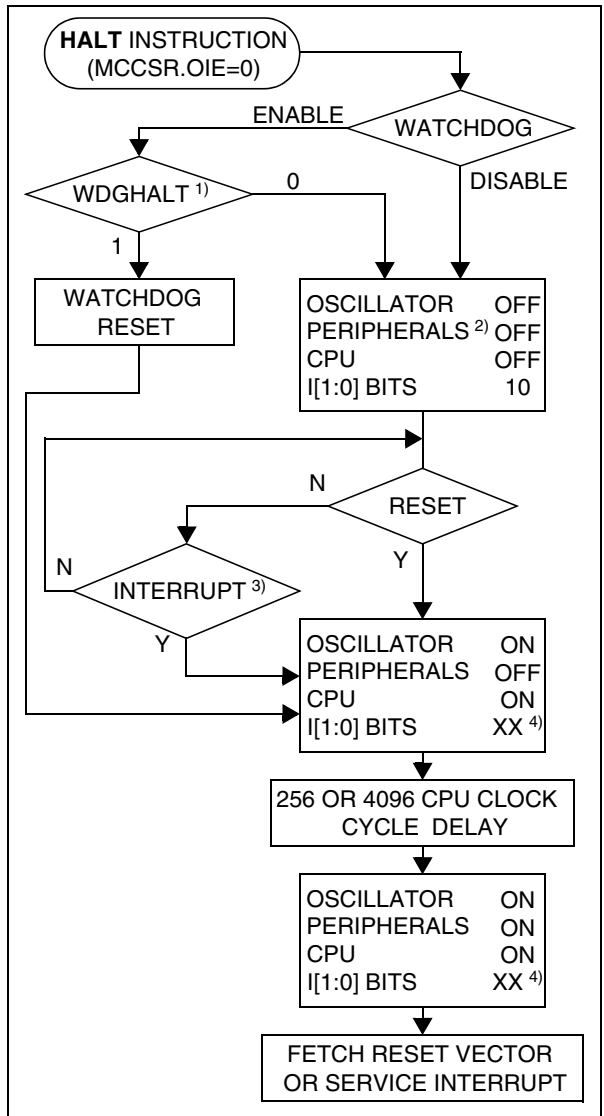 HALT INSTRUCTION
(MCCSR.OIE=0)
ENABLE
WATCHDOG
WDGHALT 1)
0
DISABLE
1
WATCHDOG
RESET
OSCILLATOR OFF
PERIPHERALS 2) OFF
CPU OFF
I[1:0] BITS 10
N
RESET
Y
N
INTERRUPT 3)
Y
OSCILLATOR ON
PERIPHERALS OFF
CPU ON
I[1:0] BITS XX 4)
256 OR 4096 CPU CLOCK
CYCLE DELAY
OSCILLATOR ON
PERIPHERALS ON
CPU ON
I[1:0] BITS XX 4)
FETCH RESET VECTOR
OR SERVICE INTERRUPT